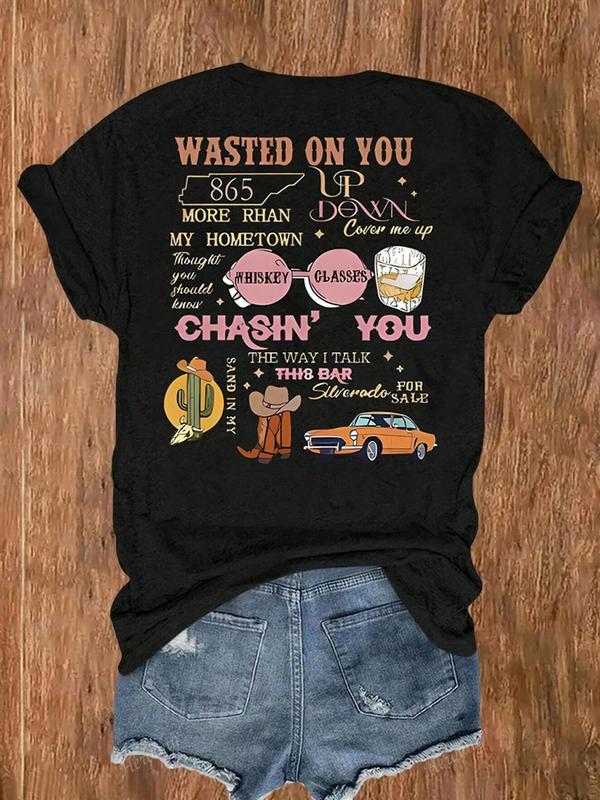 WASTED ON YOU
865
UP
DOWN
MORE RHAN
MY HOMETOWN
Cover me up
Thought
you
should
know
WHISKEY GLASSES
CHASIN' YOU
THE WAY I TALK
THIS BAR
SAND IN MY
Silverado FOR
SALE